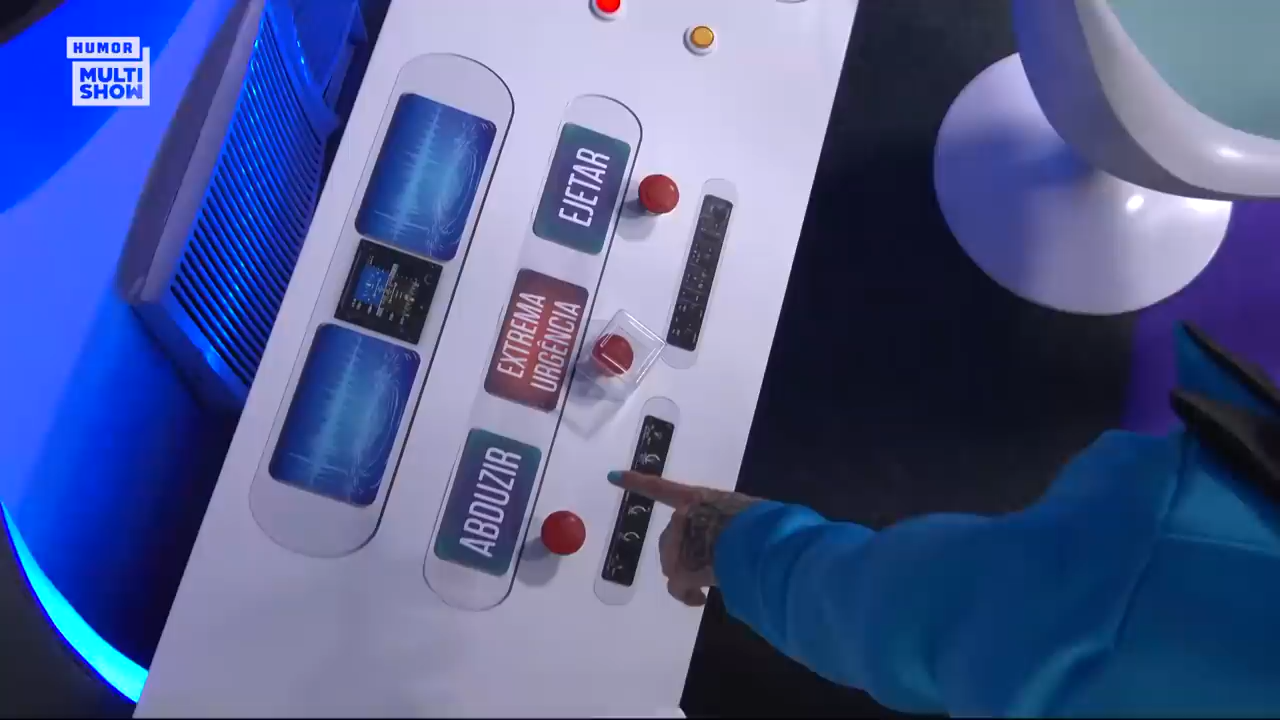 HUMOR
MULTI
SHOW
EJETAR
EXTREMA
URGÊNCIA
ABDUZIR